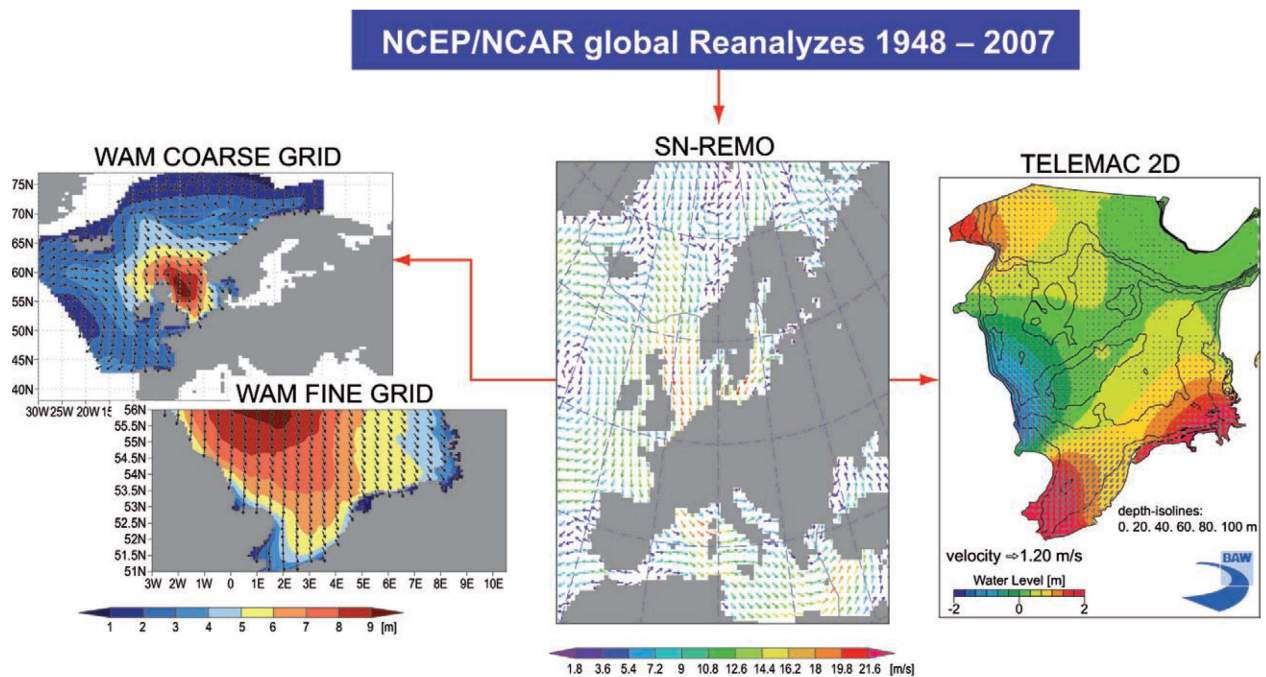 NCEP/NCAR global Reanalyzes 1948 – 2007
WAM COARSE GRID
75N
70N
65N
60N
55N
50N
45N
40N
30W25W 20W 15
WAM FINE GRID
56N
55.5N
55N
54.5N
54N
53.5N
53N
52.5N
52N
51.5N
51N
3W 2W 1W 0 1E 2E 3E 4E 5E 6E 7E 8E 9E 10E
1 2 3 4 5 6 7 8 9 [m]
SN-REMO
1.8 3.6 5.4 7.2 9 10.8 12.6 14.4 16.2 18 19.8 21.6 [m/s]
TELEMAC 2D
depth-isolines:
0. 20. 40. 60. 80. 100 m
velocity ⇒1.20 m/s
Water Level [m]
-2 0 2
BAW